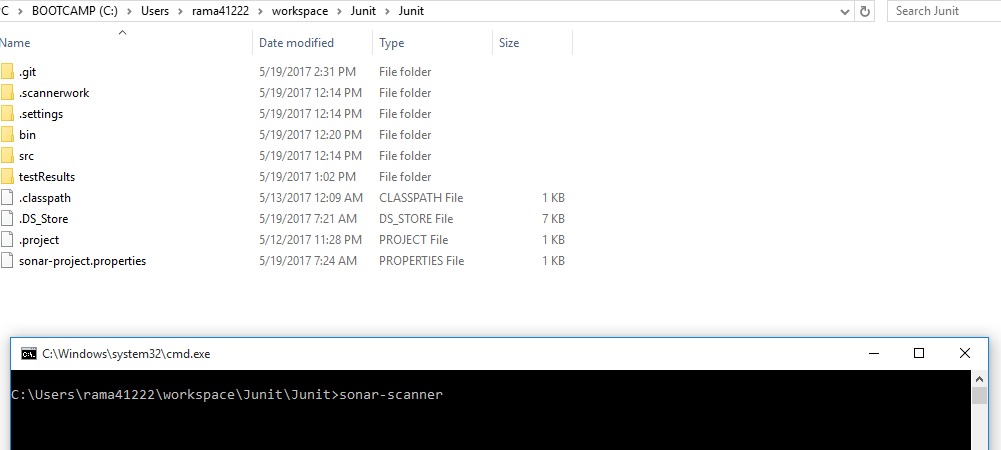 PC > BOOTCAMP (C:) > Users > rama41222 > workspace > Junit > Junit Search Junit
Name Date modified Type Size
.git 5/19/2017 2:31 PM File folder
.scannerwork 5/19/2017 12:14 PM File folder
.settings 5/19/2017 12:14 PM File folder
bin 5/19/2017 12:20 PM File folder
src 5/19/2017 12:14 PM File folder
testResults 5/19/2017 1:02 PM File folder
.classpath 5/13/2017 12:09 AM CLASSPATH File 1 KB
.DS_Store 5/19/2017 7:21 AM DS_STORE File 7 KB
.project 5/12/2017 11:28 PM PROJECT File 1 KB
sonar-project.properties 5/19/2017 7:24 AM PROPERTIES File 1 KB
C:\Windows\system32\cmd.exe
C:\Users\rama41222\workspace\Junit\Junit>sonar-scanner